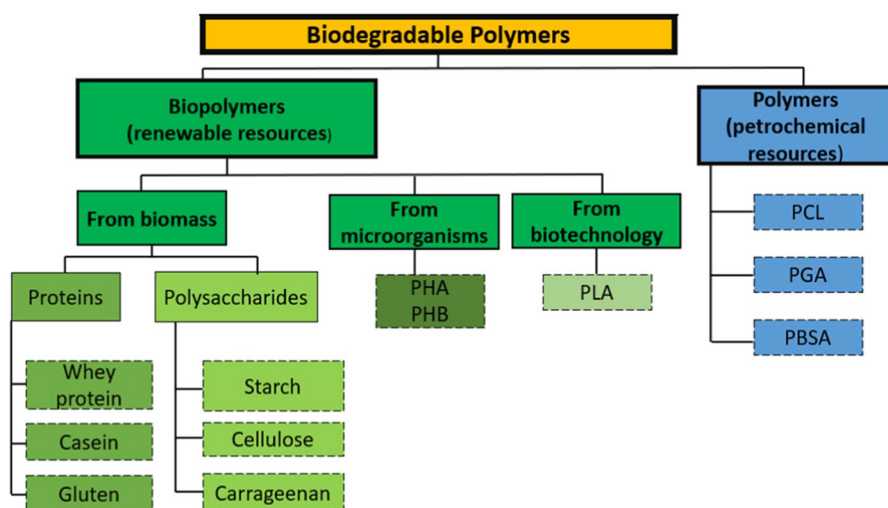 Biodegradable Polymers
Biopolymers
(renewable resources)
Polymers
(petrochemical
resources)
From biomass
From
microorganisms
From
biotechnology
PCL
PGA
PBSA
Proteins
Polysaccharides
PHA
PHB
PLA
Whey
protein
Casein
Gluten
Starch
Cellulose
Carrageenan